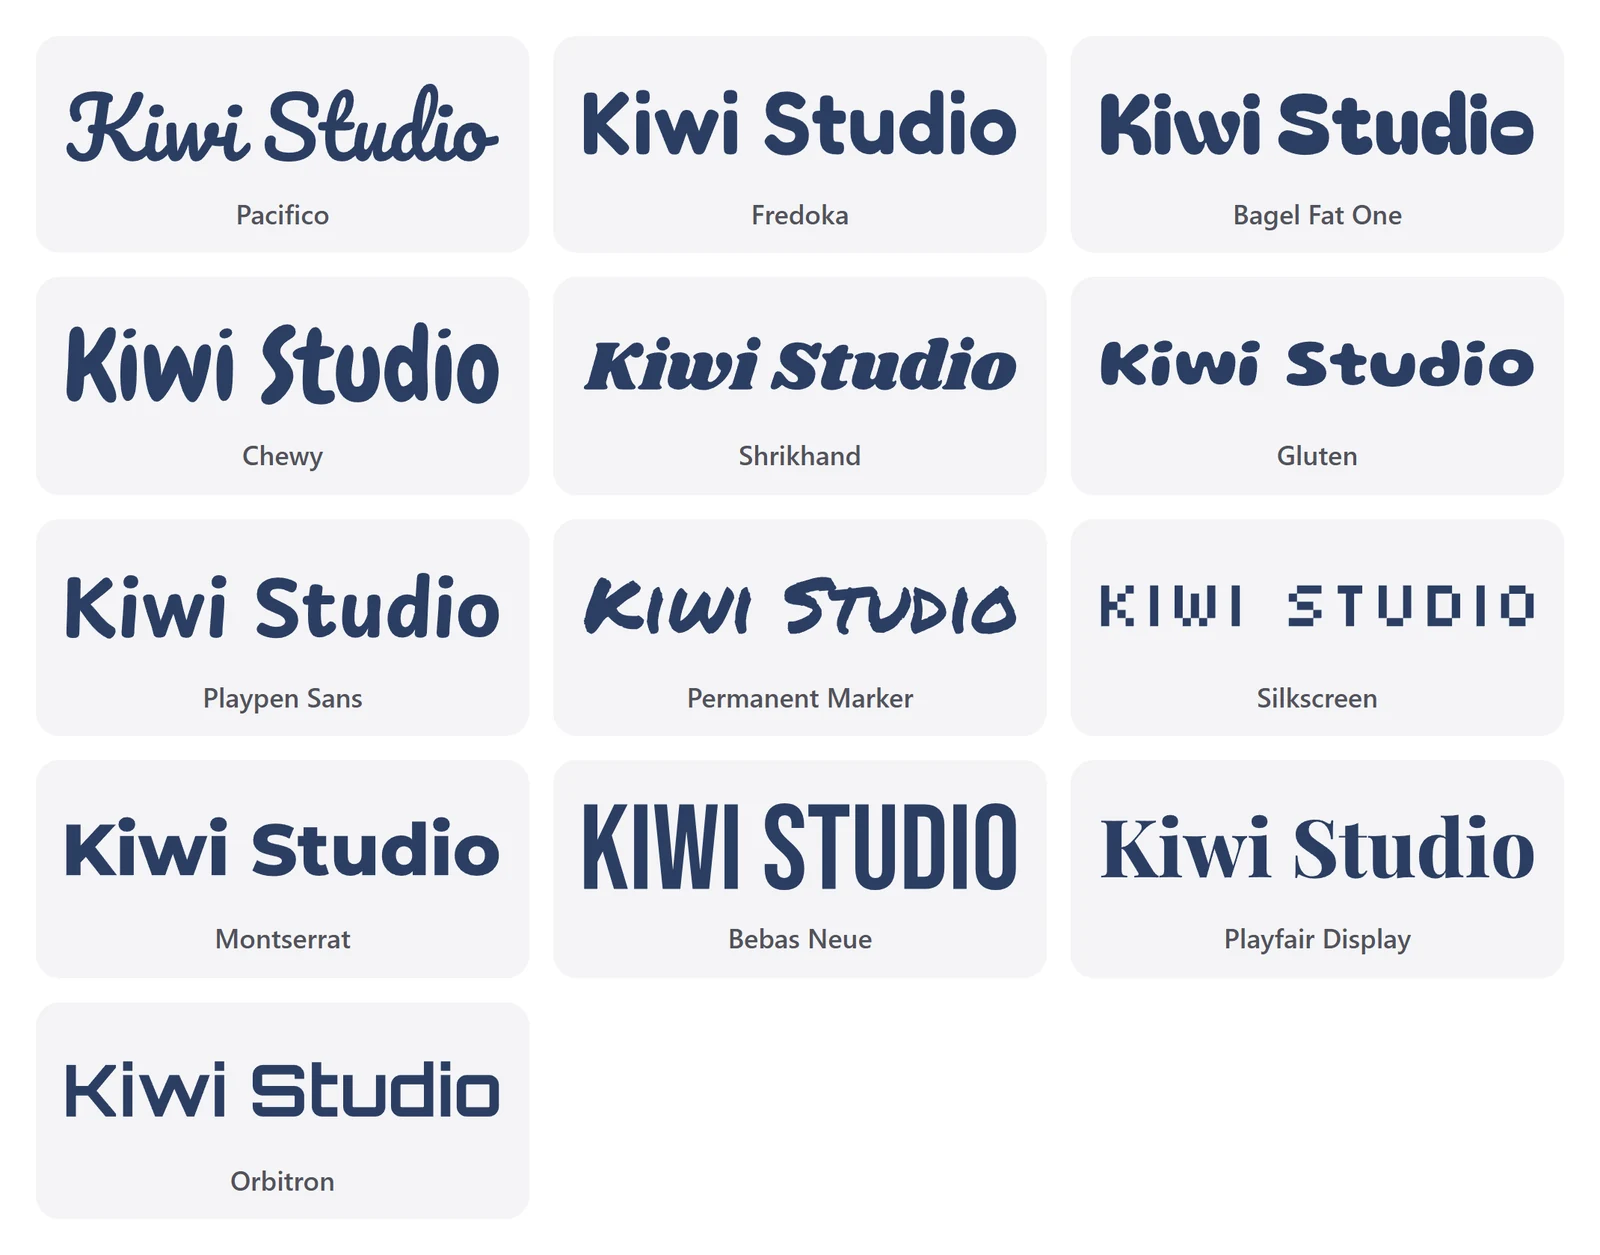 Kiwi Studio
Pacifico
Kiwi Studio
Fredoka
Kiwi Studio
Bagel Fat One
Kiwi Studio
Chewy
Kiwi Studio
Shrikhand
Kiwi Studio
Gluten
Kiwi Studio
Playpen Sans
Kiwi Studio
Permanent Marker
KIWI STUDIO
Silkscreen
Kiwi Studio
Montserrat
KIWI STUDIO
Bebas Neue
Kiwi Studio
Playfair Display
Kiwi Studio
Orbitron